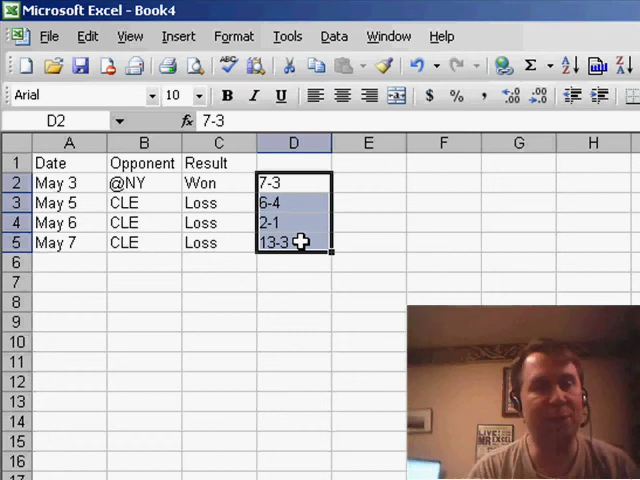 Microsoft Excel - Book4
File Edit View Insert Format Tools Data Window Help
Arial 10 B I U $ % ,
D2 fx 7-3
A B C D E F G H
1 Date Opponent Result
2 May 3 @NY Won 7-3
3 May 5 CLE Loss 6-4
4 May 6 CLE Loss 2-1
5 May 7 CLE Loss 13-3
6
7
8
9
10
11
12
13
14
15
16
LIVE
MREXCEL